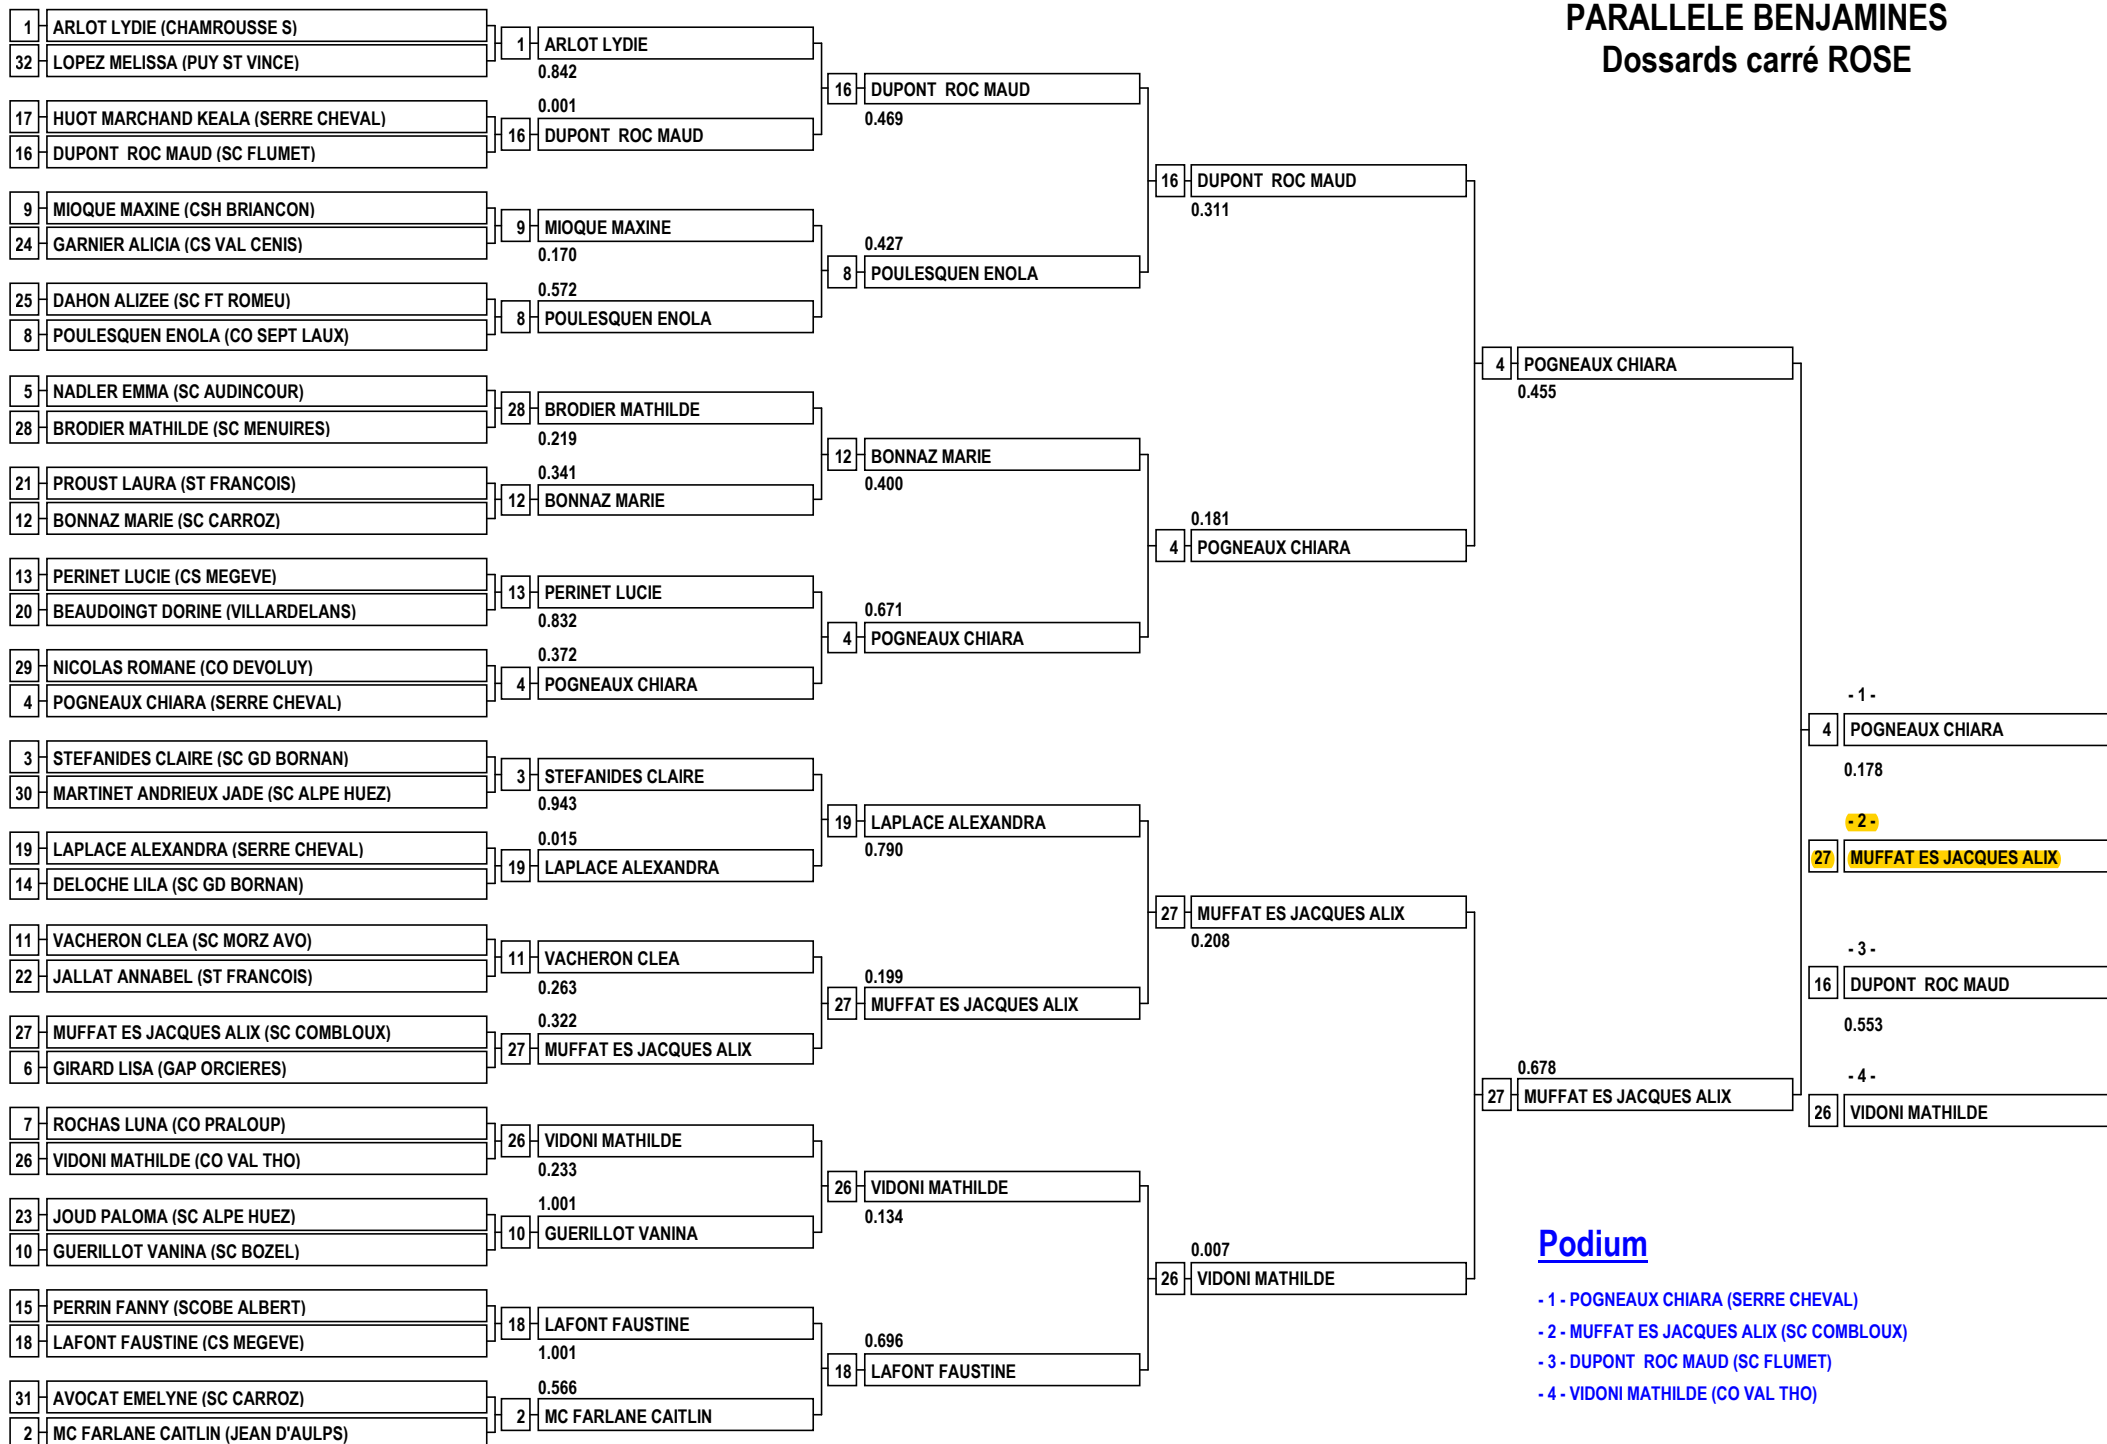 PARALLELE BENJAMINES
Dossards carré ROSE
1 ARLOT LYDIE (CHAMROUSSE S)
32 LOPEZ MELISSA (PUY ST VINCE)
17 HUOT MARCHAND KEALA (SERRE CHEVAL)
16 DUPONT ROC MAUD (SC FLUMET)
9 MIOQUE MAXINE (CSH BRIANCON)
24 GARNIER ALICIA (CS VAL CENIS)
25 DAHON ALIZEE (SC FT ROMEU)
8 POULESQUEN ENOLA (CO SEPT LAUX)
5 NADLER EMMA (SC AUDINCOUR)
28 BRODIER MATHILDE (SC MENUIRES)
21 PROUST LAURA (ST FRANCOIS)
12 BONNAZ MARIE (SC CARROZ)
13 PERINET LUCIE (CS MEGEVE)
20 BEAUDOINGT DORINE (VILLARDELANS)
29 NICOLAS ROMANE (CO DEVOLUY)
4 POGNEAUX CHIARA (SERRE CHEVAL)
3 STEFANIDES CLAIRE (SC GD BORNAN)
30 MARTINET ANDRIEUX JADE (SC ALPE HUEZ)
19 LAPLACE ALEXANDRA (SERRE CHEVAL)
14 DELOCHE LILA (SC GD BORNAN)
11 VACHERON CLEA (SC MORZ AVO)
22 JALLAT ANNABEL (ST FRANCOIS)
27 MUFFAT ES JACQUES ALIX (SC COMBLOUX)
6 GIRARD LISA (GAP ORCIERES)
7 ROCHAS LUNA (CO PRALOUP)
26 VIDONI MATHILDE (CO VAL THO)
23 JOUD PALOMA (SC ALPE HUEZ)
10 GUERILLOT VANINA (SC BOZEL)
15 PERRIN FANNY (SCOBE ALBERT)
18 LAFONT FAUSTINE (CS MEGEVE)
31 AVOCAT EMELYNE (SC CARROZ)
2 MC FARLANE CAITLIN (JEAN D'AULPS)
1 ARLOT LYDIE
0.842
0.001
16 DUPONT ROC MAUD
9 MIOQUE MAXINE
0.170
0.572
8 POULESQUEN ENOLA
28 BRODIER MATHILDE
0.219
0.341
12 BONNAZ MARIE
13 PERINET LUCIE
0.832
0.372
4 POGNEAUX CHIARA
3 STEFANIDES CLAIRE
0.943
0.015
19 LAPLACE ALEXANDRA
11 VACHERON CLEA
0.263
0.322
27 MUFFAT ES JACQUES ALIX
26 VIDONI MATHILDE
0.233
1.001
10 GUERILLOT VANINA
18 LAFONT FAUSTINE
1.001
0.566
2 MC FARLANE CAITLIN
16 DUPONT ROC MAUD
0.469
0.427
8 POULESQUEN ENOLA
12 BONNAZ MARIE
0.400
0.671
4 POGNEAUX CHIARA
19 LAPLACE ALEXANDRA
0.790
0.199
27 MUFFAT ES JACQUES ALIX
26 VIDONI MATHILDE
0.134
0.696
18 LAFONT FAUSTINE
16 DUPONT ROC MAUD
0.311
0.181
4 POGNEAUX CHIARA
27 MUFFAT ES JACQUES ALIX
0.208
0.007
26 VIDONI MATHILDE
4 POGNEAUX CHIARA
0.455
0.678
27 MUFFAT ES JACQUES ALIX
- 1 -
4 POGNEAUX CHIARA
0.178
- 2 -
27 MUFFAT ES JACQUES ALIX
- 3 -
16 DUPONT ROC MAUD
0.553
- 4 -
26 VIDONI MATHILDE
Podium
- 1 - POGNEAUX CHIARA (SERRE CHEVAL)
- 2 - MUFFAT ES JACQUES ALIX (SC COMBLOUX)
- 3 - DUPONT ROC MAUD (SC FLUMET)
- 4 - VIDONI MATHILDE (CO VAL THO)